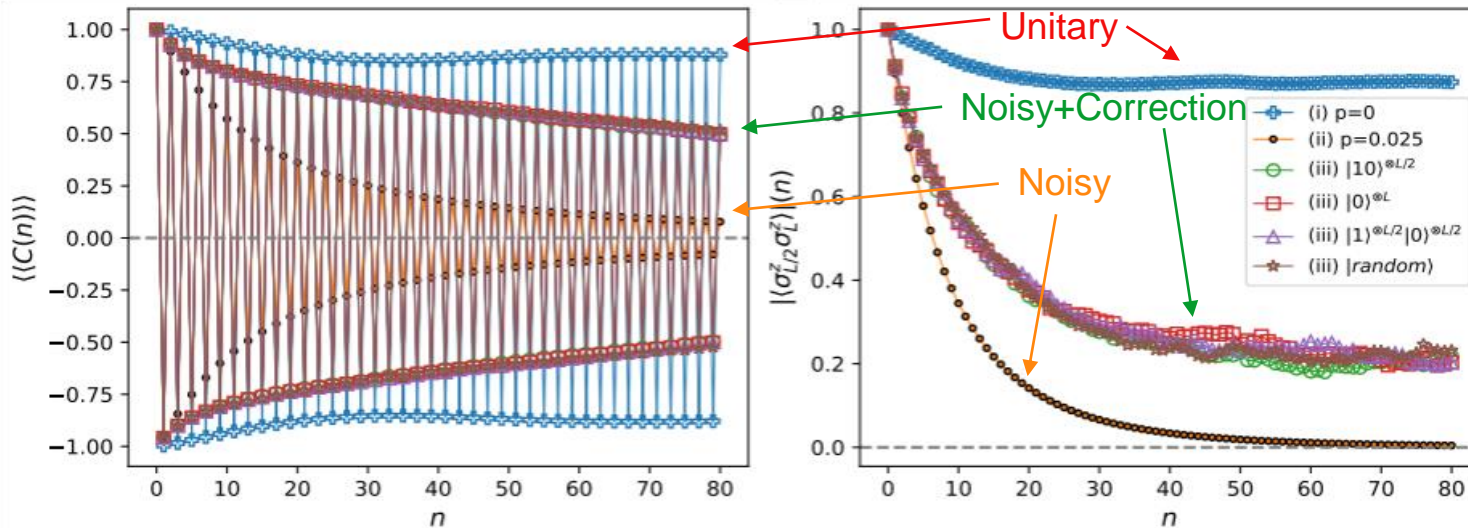 1.00
0.75
0.50
0.25
0.00
−0.25
−0.50
−0.75
−1.00
⟨⟨C(n)⟩⟩
0 10 20 30 40 50 60 70 80
n
Unitary
Noisy+Correction
Noisy
1.0
0.8
0.6
0.4
0.2
0.0
|⟨σ^z_{L/2} σ^z_L⟩|(n)
(i) p=0
(ii) p=0.025
(iii) |10⟩^{⊗L/2}
(iii) |0⟩^{⊗L}
(iii) |1⟩^{⊗L/2}|0⟩^{⊗L/2}
(iii) |random⟩
0 10 20 30 40 50 60 70 80
n